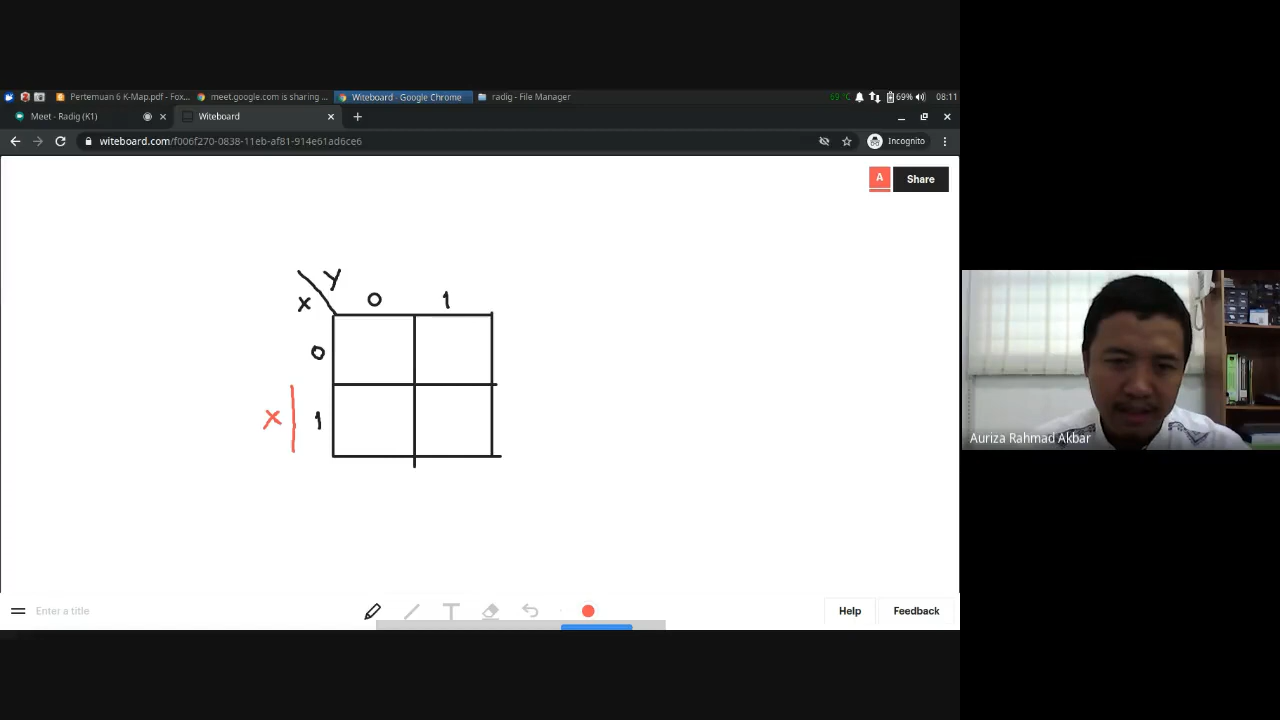 Pertemuan 6 K-Map.pdf - Fox... meet.google.com is sharing ... Witeboard - Google Chrome radig - File Manager 69 °C 69% 08:11
Meet - Radig (K1) Witeboard
witeboard.com/f006f270-0838-11eb-af81-914e61ad6ce6 Incognito
A Share
Y
X 0 1
0
X 1
Auriza Rahmad Akbar
Enter a title T Help Feedback